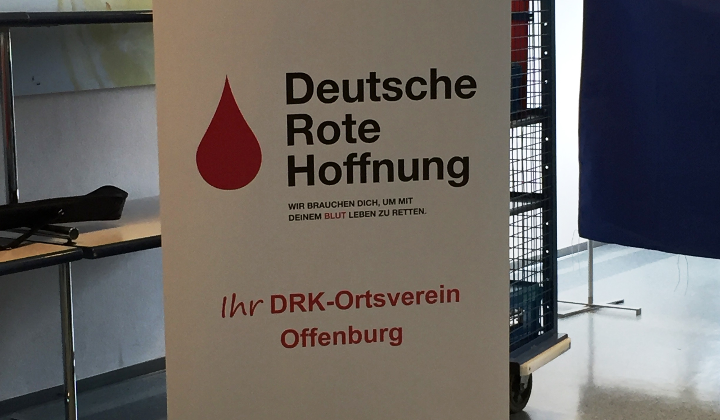 Deutsche
Rote
Hoffnung
WIR BRAUCHEN DICH, UM MIT
DEINEM BLUT LEBEN ZU RETTEN.
Ihr DRK-Ortsverein
Offenburg